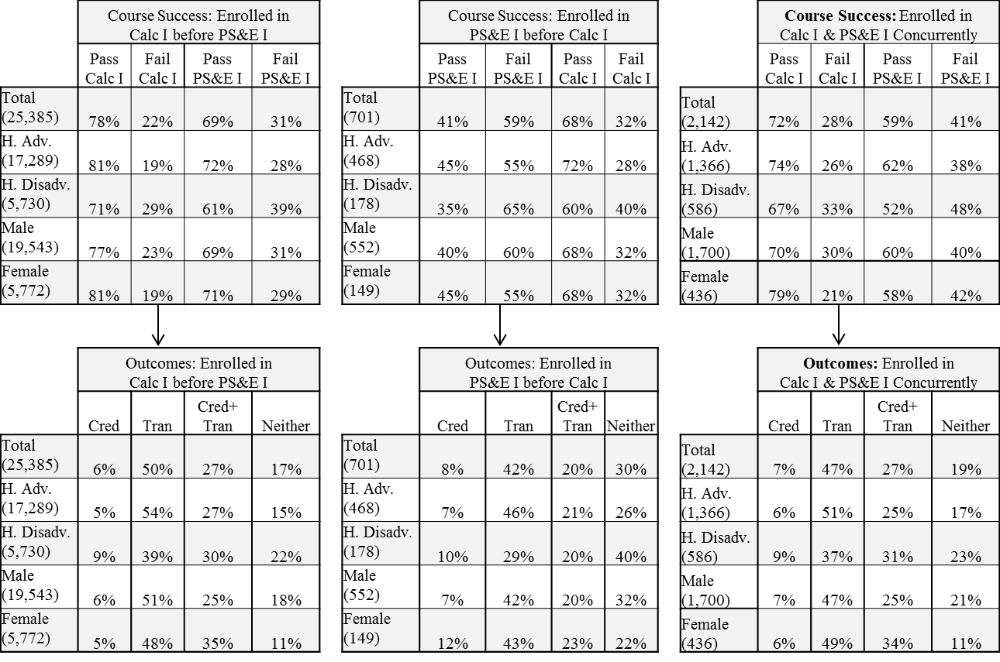 Course Success: Enrolled in
Calc I before PS&E I
Pass Fail Pass Fail
Calc I Calc I PS&E I PS&E I
Total
(25,385) 78% 22% 69% 31%
H. Adv.
(17,289) 81% 19% 72% 28%
H. Disadv.
(5,730) 71% 29% 61% 39%
Male
(19,543) 77% 23% 69% 31%
Female
(5,772) 81% 19% 71% 29%
Course Success: Enrolled in
PS&E I before Calc I
Pass Fail Pass Fail
PS&E I PS&E I Calc I Calc I
Total
(701) 41% 59% 68% 32%
H. Adv.
(468) 45% 55% 72% 28%
H. Disadv.
(178) 35% 65% 60% 40%
Male
(552) 40% 60% 68% 32%
Female
(149) 45% 55% 68% 32%
Course Success: Enrolled in
Calc I & PS&E I Concurrently
Pass Fail Pass Fail
Calc I Calc I PS&E I PS&E I
Total
(2,142) 72% 28% 59% 41%
H. Adv.
(1,366) 74% 26% 62% 38%
H. Disadv.
(586) 67% 33% 52% 48%
Male
(1,700) 70% 30% 60% 40%
Female
(436) 79% 21% 58% 42%
Outcomes: Enrolled in
Calc I before PS&E I
Cred+
Cred Tran Tran Neither
Total
(25,385) 6% 50% 27% 17%
H. Adv.
(17,289) 5% 54% 27% 15%
H. Disadv.
(5,730) 9% 39% 30% 22%
Male
(19,543) 6% 51% 25% 18%
Female
(5,772) 5% 48% 35% 11%
Outcomes: Enrolled in
PS&E I before Calc I
Cred+
Cred Tran Tran Neither
Total
(701) 8% 42% 20% 30%
H. Adv.
(468) 7% 46% 21% 26%
H. Disadv.
(178) 10% 29% 20% 40%
Male
(552) 7% 42% 20% 32%
Female
(149) 12% 43% 23% 22%
Outcomes: Enrolled in
Calc I & PS&E I Concurrently
Cred+
Cred Tran Tran Neither
Total
(2,142) 7% 47% 27% 19%
H. Adv.
(1,366) 6% 51% 25% 17%
H. Disadv.
(586) 9% 37% 31% 23%
Male
(1,700) 7% 47% 25% 21%
Female
(436) 6% 49% 34% 11%